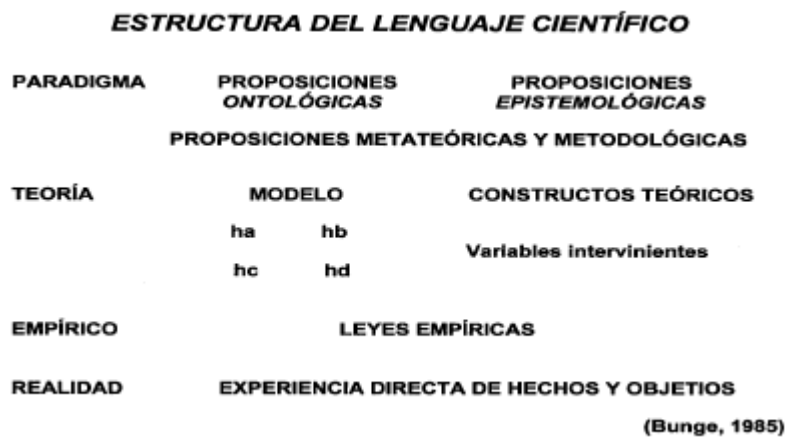 ESTRUCTURA DEL LENGUAJE CIENTÍFICO
PARADIGMA PROPOSICIONES PROPOSICIONES
ONTOLÓGICAS EPISTEMOLÓGICAS
PROPOSICIONES METATEÓRICAS Y METODOLÓGICAS
TEORÍA MODELO CONSTRUCTOS TEÓRICOS
ha hb
Variables intervinientes
hc hd
EMPÍRICO LEYES EMPÍRICAS
REALIDAD EXPERIENCIA DIRECTA DE HECHOS Y OBJETIOS
(Bunge, 1985)